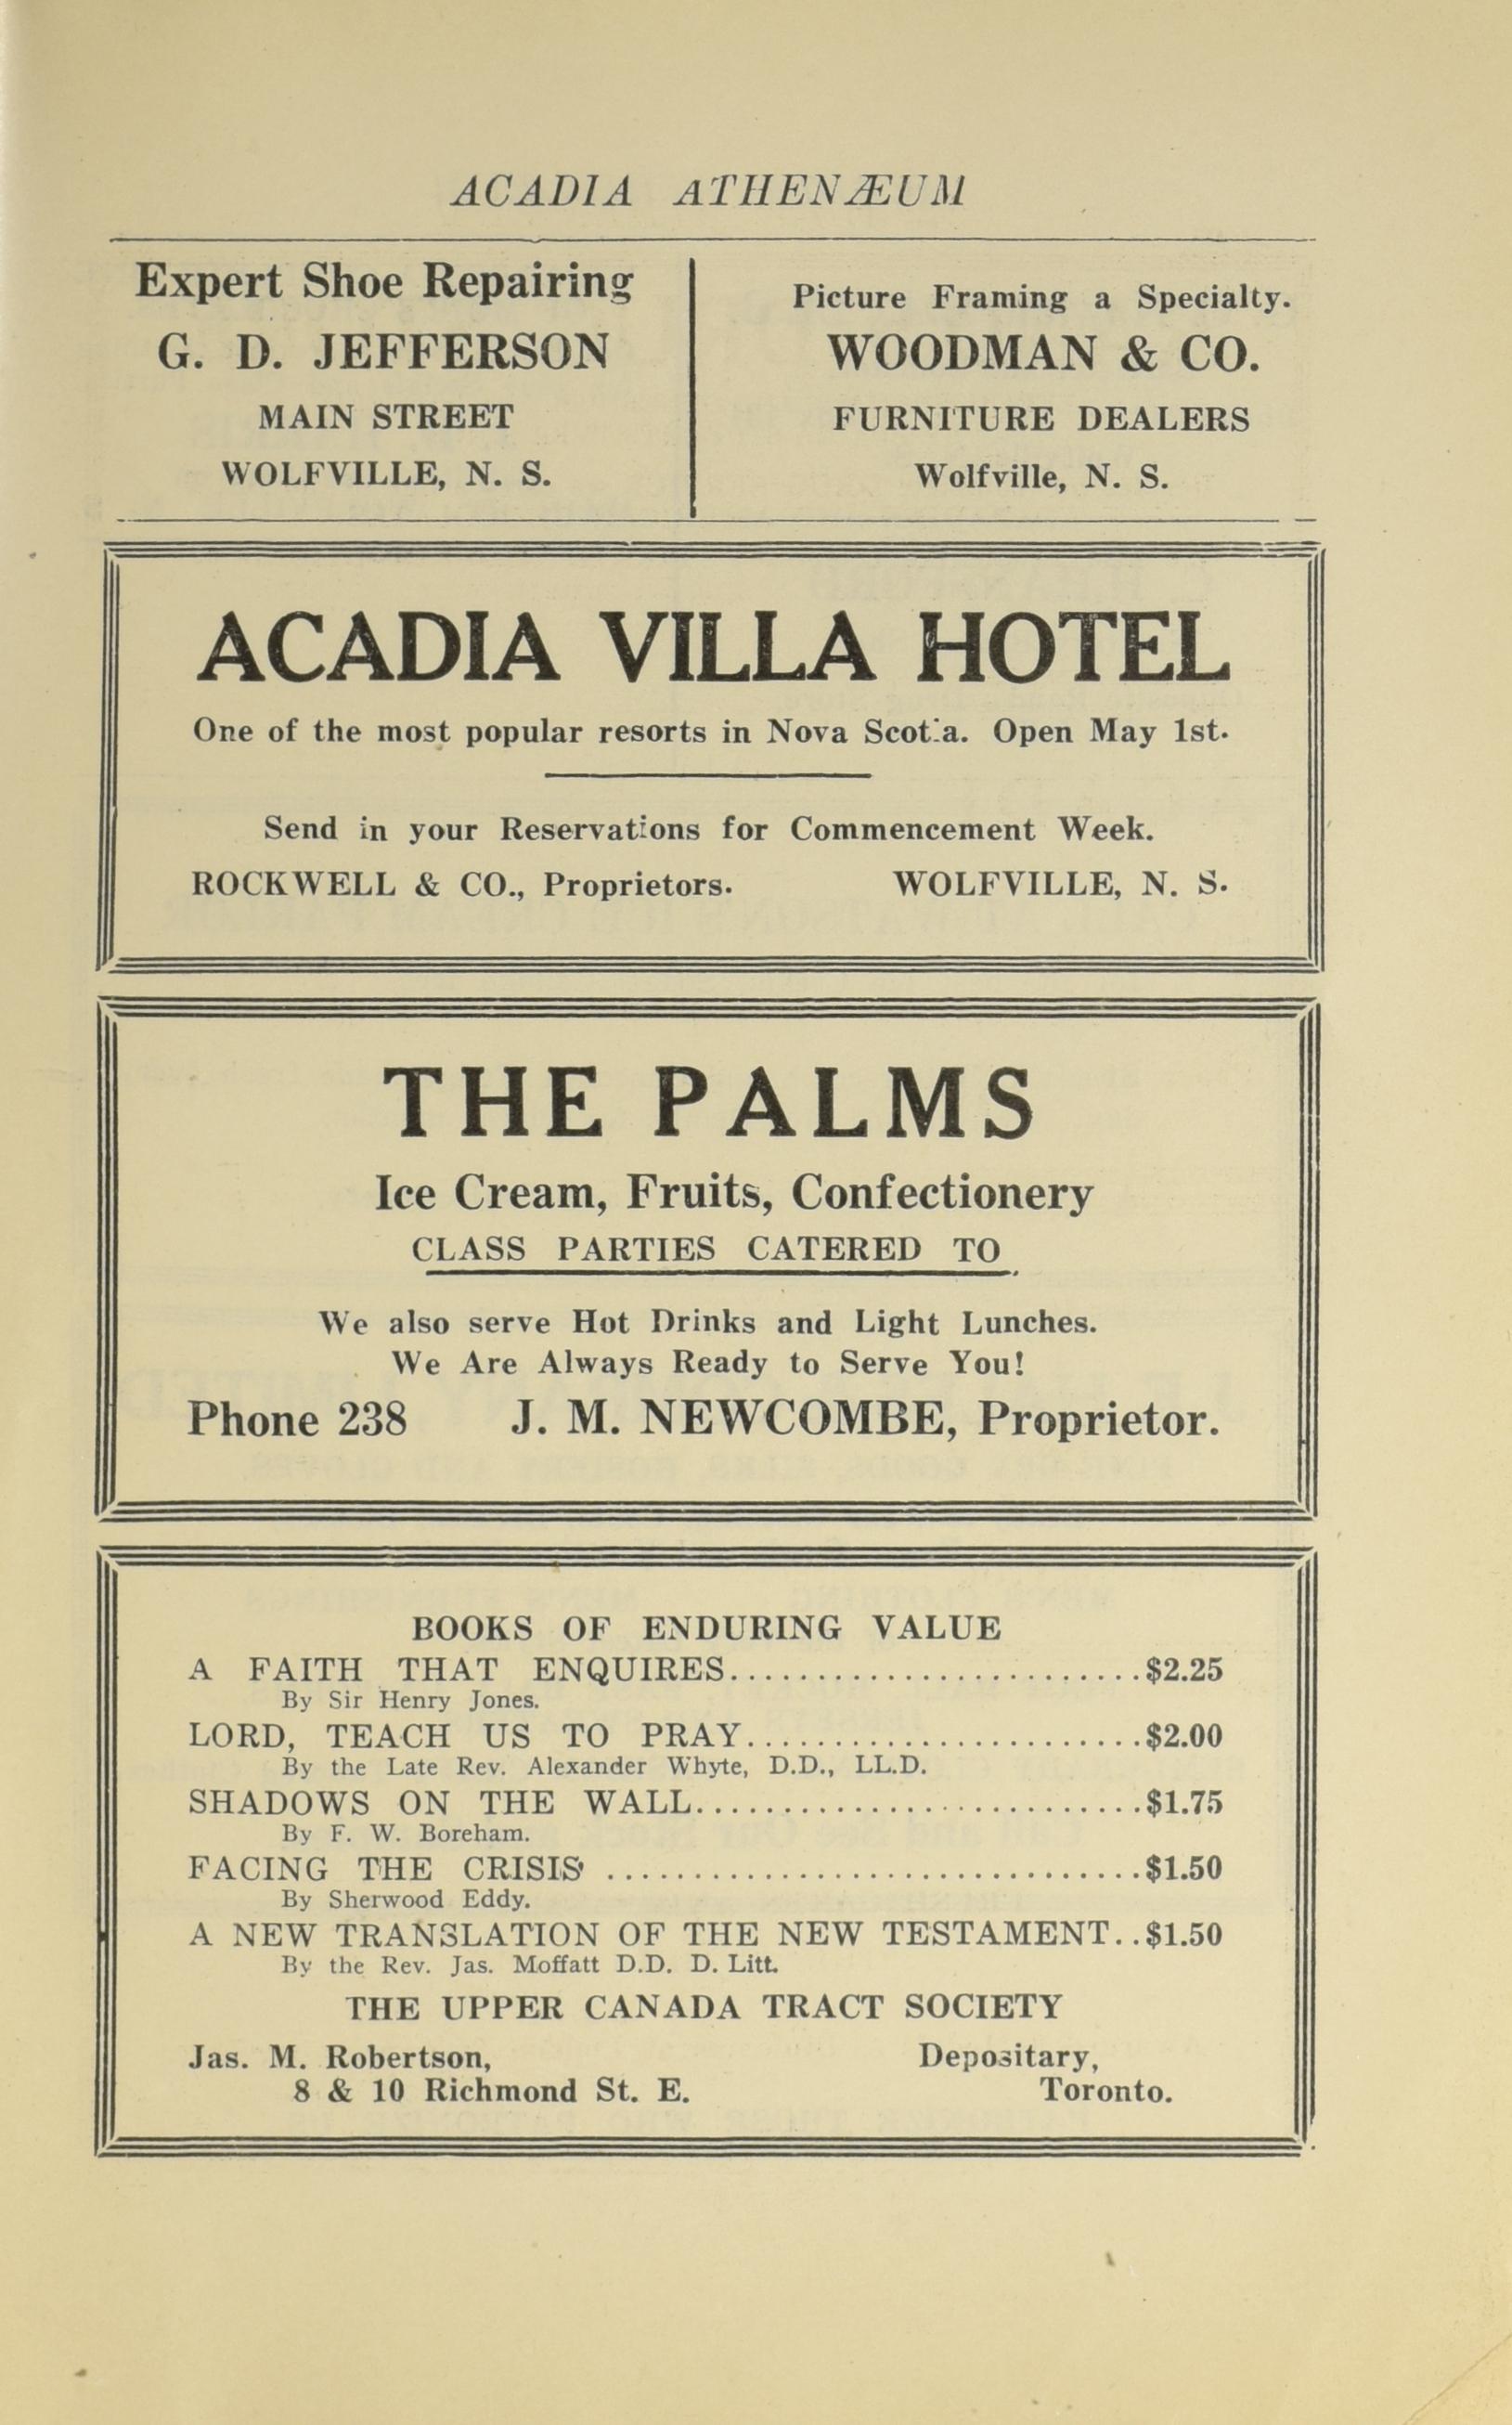 ACADIA ATHENÆUM
Expert Shoe Repairing
G. D. JEFFERSON
MAIN STREET
WOLFVILLE, N. S.
Picture Framing a Specialty.
WOODMAN & CO.
FURNITURE DEALERS
Wolfville, N. S.
ACADIA VILLA HOTEL
One of the most popular resorts in Nova Scotia. Open May 1st.
Send in your Reservations for Commencement Week.
ROCKWELL & CO., Proprietors. WOLFVILLE, N. S.
THE PALMS
Ice Cream, Fruits, Confectionery
CLASS PARTIES CATERED TO
We also serve Hot Drinks and Light Lunches.
We Are Always Ready to Serve You!
Phone 238 J. M. NEWCOMBE, Proprietor.
BOOKS OF ENDURING VALUE
A FAITH THAT ENQUIRES.........................$2.25
By Sir Henry Jones.
LORD, TEACH US TO PRAY........................$2.00
By the Late Rev. Alexander Whyte, D.D., LL.D.
SHADOWS ON THE WALL...........................$1.75
By F. W. Boreham.
FACING THE CRISIS ................................$1.50
By Sherwood Eddy.
A NEW TRANSLATION OF THE NEW TESTAMENT..$1.50
By the Rev. Jas. Moffatt D.D. D. Litt.
THE UPPER CANADA TRACT SOCIETY
Jas. M. Robertson, Depositary,
8 & 10 Richmond St. E. Toronto.